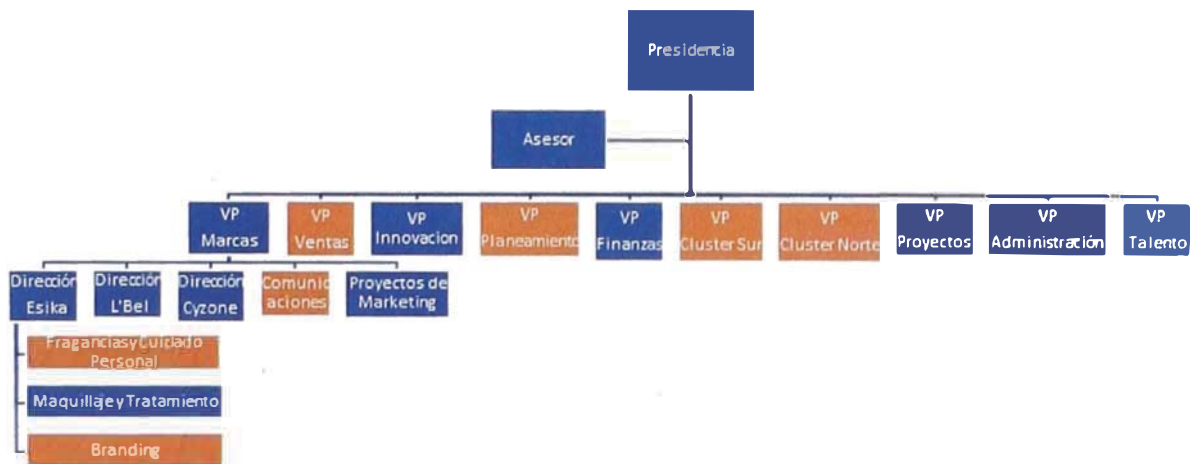 Presidencia
Asesor
VP
Marcas
VP
Ventas
VP
Innovacion
VP
Planeamiento
VP
Finanzas
VP
Cluster Sur
VP
Cluster Norte
VP
Proyectos
VP
Administración
VP
Talento
Dirección
Esika
Dirección
L'Bel
Dirección
Cyzone
Comunic
aciones
Proyectos de
Marketing
Fragancias y Cuidado
Personal
Maquillaje y Tratamiento
Branding